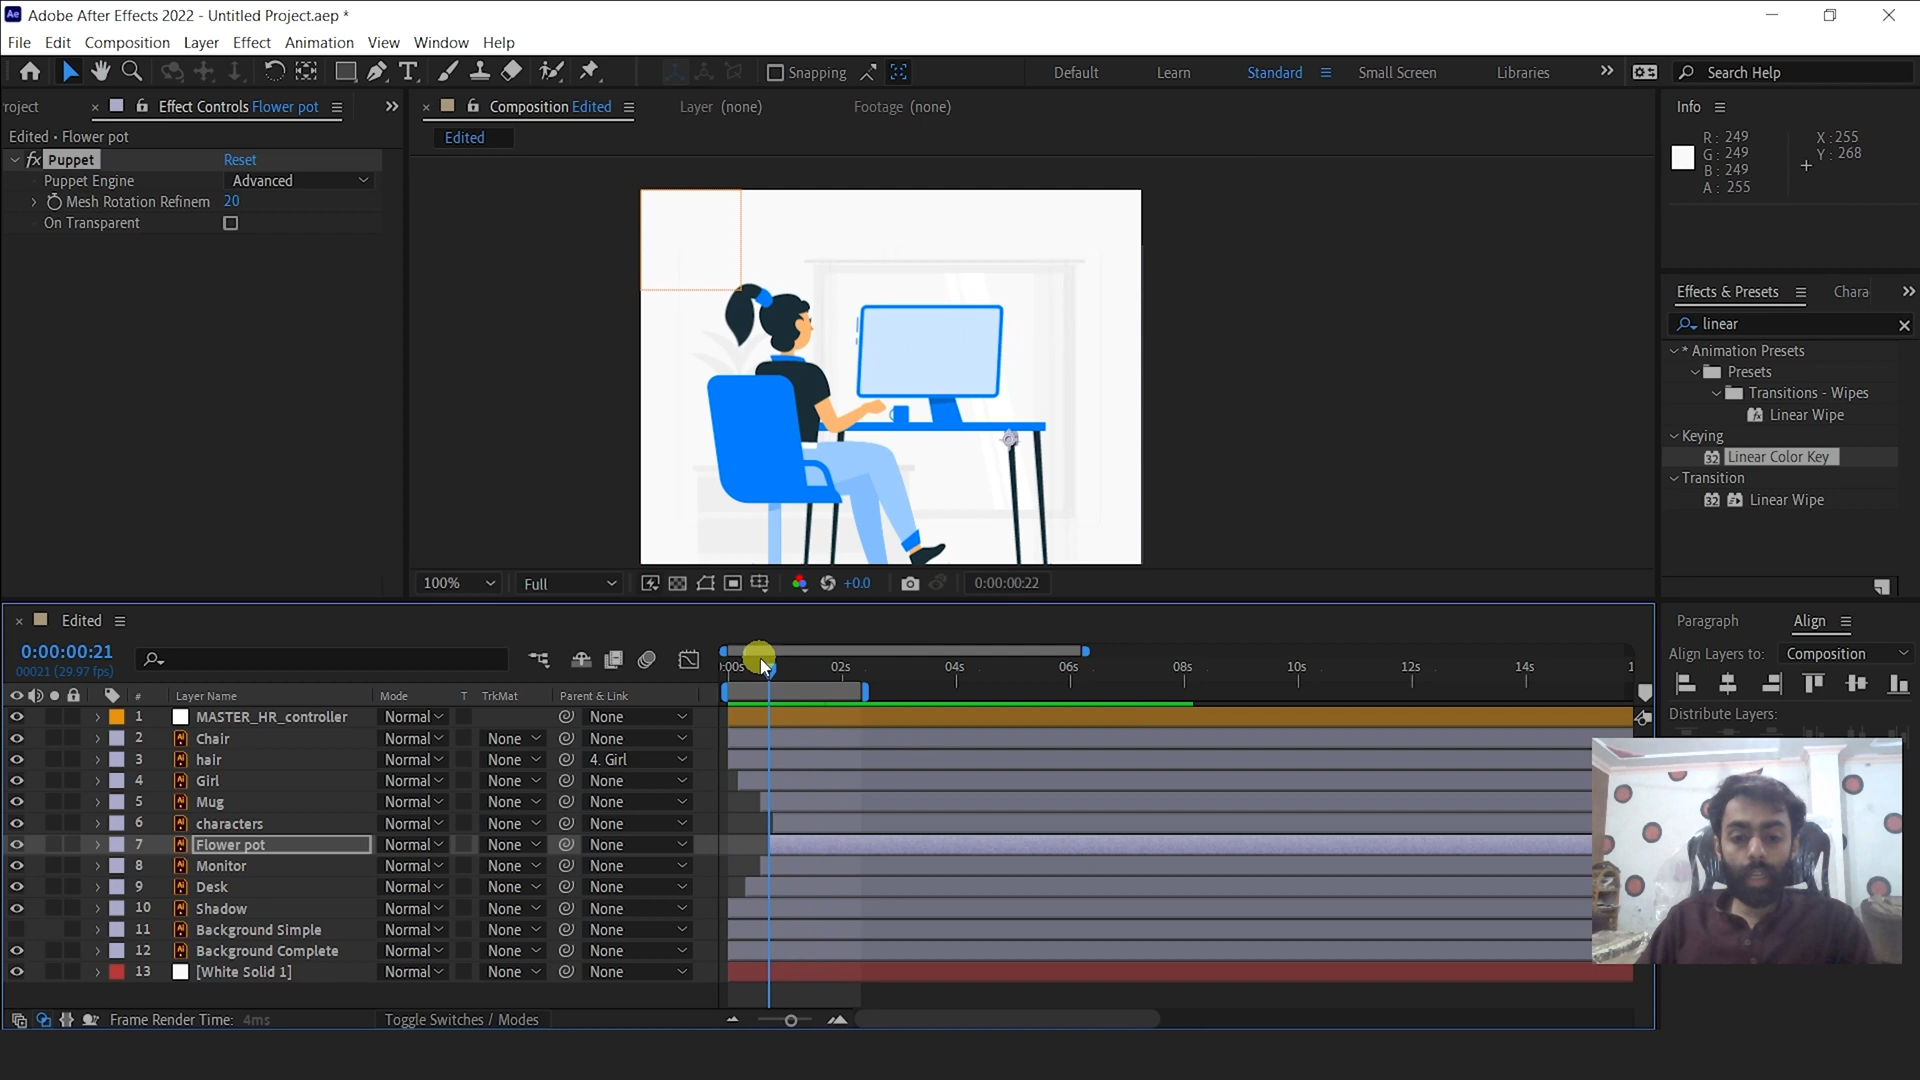 Ae Adobe After Effects 2022 - Untitled Project.aep *
File Edit Composition Layer Effect Animation View Window Help
Snapping Default Learn Standard Small Screen Libraries Search Help
roject Effect Controls Flower pot Composition Edited Layer (none) Footage (none) Info
Edited • Flower pot Edited
fx Puppet Reset
Puppet Engine Advanced
Mesh Rotation Refinem 20
On Transparent
R: 249 X:255
G: 249 Y: 268
B: 249
A: 255
Effects & Presets Chara
linear
* Animation Presets
Presets
Transitions - Wipes
Linear Wipe
Keying
32 Linear Color Key
Transition
32 Linear Wipe
100% Full +0.0 0:00:00:22
Edited
0:00:00:21
00021 (29.97 fps)
):00s 02s 04s 06s 08s 10s 12s 14s 1
# Layer Name Mode T TrkMat Parent & Link
1 MASTER_HR_controller Normal None
2 Chair Normal None None
3 hair Normal None 4. Girl
4 Girl Normal None None
5 Mug Normal None None
6 characters Normal None None
7 Flower pot Normal None None
8 Monitor Normal None None
9 Desk Normal None None
10 Shadow Normal None None
11 Background Simple Normal None None
12 Background Complete Normal None None
13 [White Solid 1] Normal None None
Frame Render Time: 4ms Toggle Switches / Modes
Paragraph Align
Align Layers to: Composition
Distribute Layers: